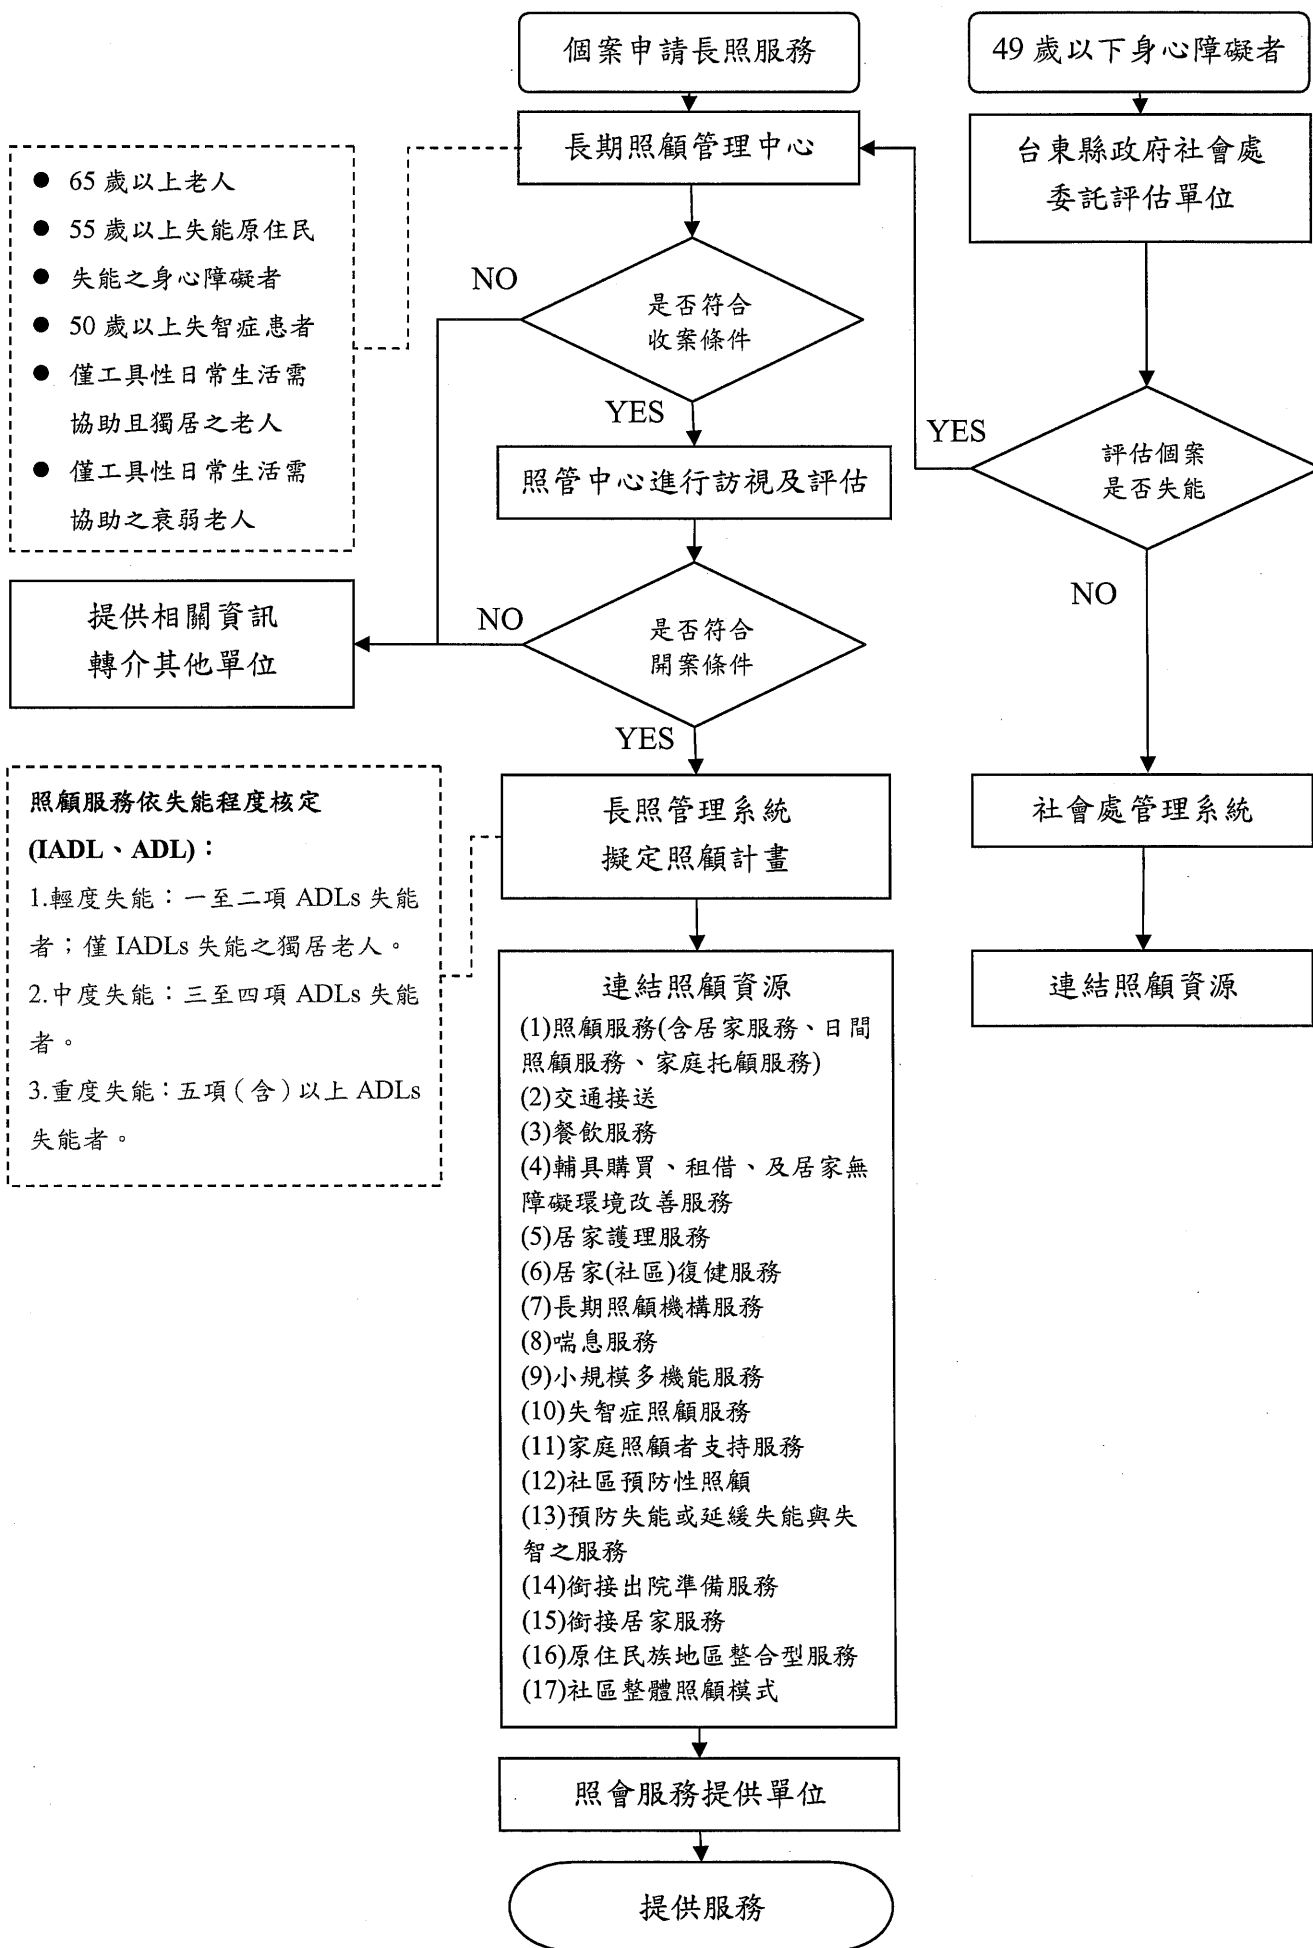 個案申請長照服務
49 歲以下身心障礙者
長期照顧管理中心
台東縣政府社會處
委託評估單位
● 65 歲以上老人
● 55 歲以上失能原住民
● 失能之身心障礙者
● 50 歲以上失智症患者
● 僅工具性日常生活需
協助且獨居之老人
● 僅工具性日常生活需
協助之衰弱老人
NO
是否符合
收案條件
YES
YES
評估個案
是否失能
NO
照管中心進行訪視及評估
提供相關資訊
轉介其他單位
NO
是否符合
開案條件
YES
照顧服務依失能程度核定
(IADL、ADL)：
1.輕度失能：一至二項 ADLs 失能
者；僅 IADLs 失能之獨居老人。
2.中度失能：三至四項 ADLs 失能
者。
3.重度失能：五項（含）以上 ADLs
失能者。
長照管理系統
擬定照顧計畫
社會處管理系統
連結照顧資源
連結照顧資源
(1)照顧服務(含居家服務、日間
照顧服務、家庭托顧服務)
(2)交通接送
(3)餐飲服務
(4)輔具購買、租借、及居家無
障礙環境改善服務
(5)居家護理服務
(6)居家(社區)復健服務
(7)長期照顧機構服務
(8)喘息服務
(9)小規模多機能服務
(10)失智症照顧服務
(11)家庭照顧者支持服務
(12)社區預防性照顧
(13)預防失能或延緩失能與失
智之服務
(14)銜接出院準備服務
(15)銜接居家服務
(16)原住民族地區整合型服務
(17)社區整體照顧模式
照會服務提供單位
提供服務